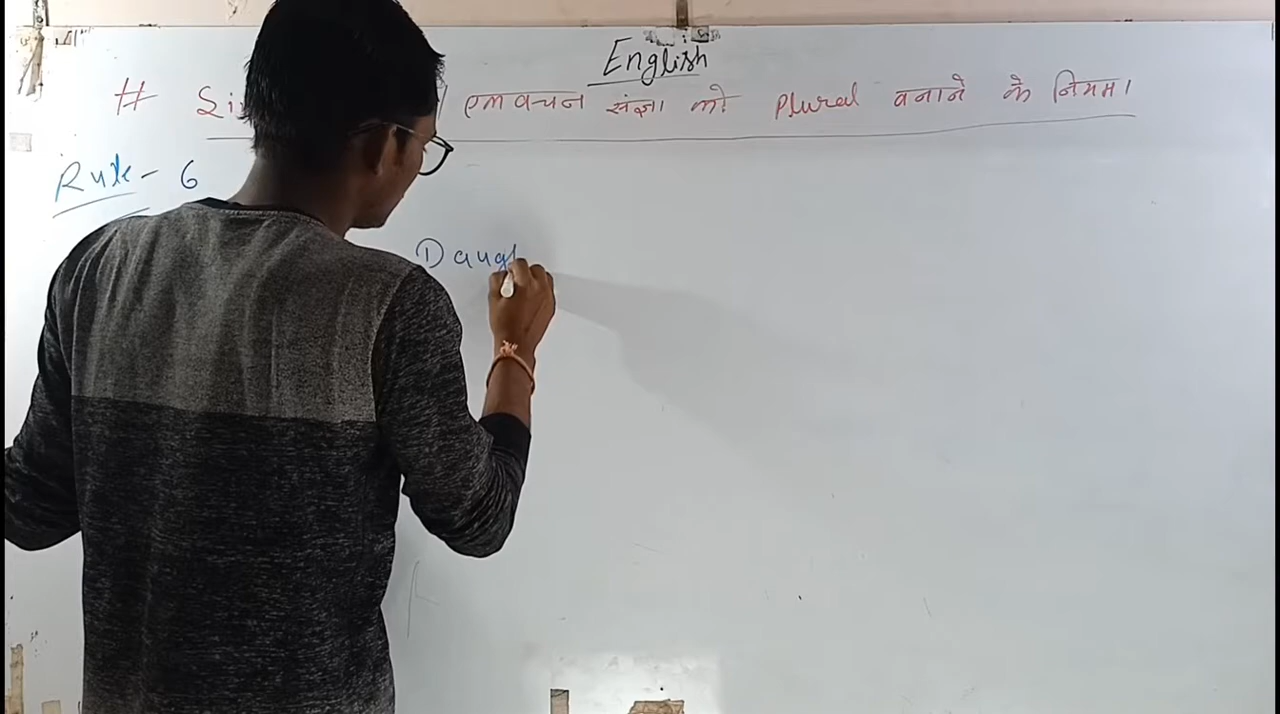 English
# Si एकवचन संज्ञा को Plural बनाने के नियम।
Rule - 6
Daugh